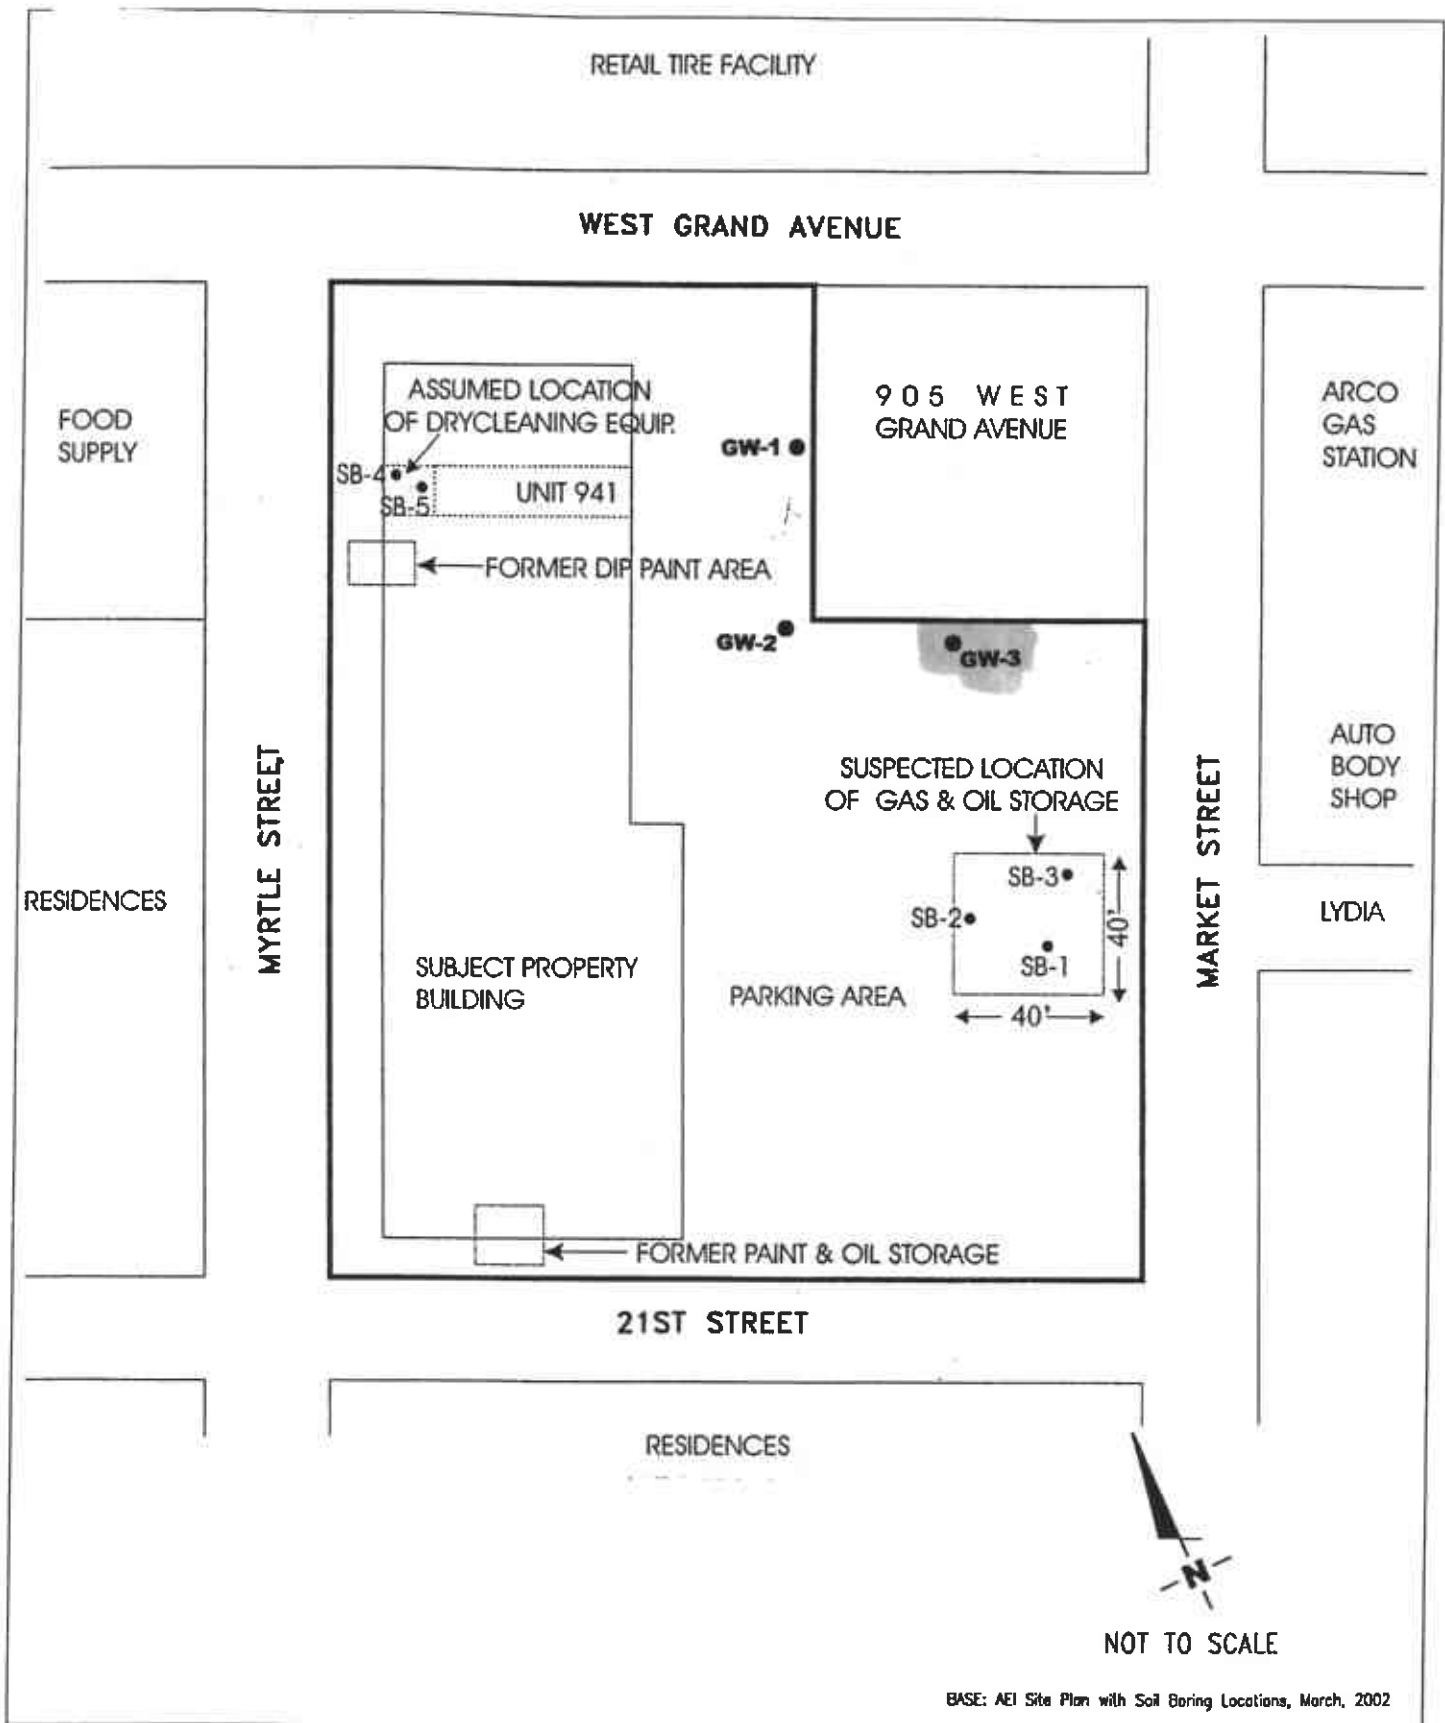 RETAIL TIRE FACILITY
WEST GRAND AVENUE
FOOD
SUPPLY
ASSUMED LOCATION
OF DRYCLEANING EQUIP.
SB-4
SB-5
UNIT 941
FORMER DIP PAINT AREA
GW-1
905 WEST
GRAND AVENUE
ARCO
GAS
STATION
GW-2
GW-3
MYRTLE STREET
SUSPECTED LOCATION
OF GAS & OIL STORAGE
SB-3
SB-2
SB-1
40'
40'
MARKET STREET
AUTO
BODY
SHOP
LYDIA
RESIDENCES
SUBJECT PROPERTY
BUILDING
PARKING AREA
FORMER PAINT & OIL STORAGE
21ST STREET
RESIDENCES
N
NOT TO SCALE
BASE: AEI Site Plan with Soil Boring Locations, March, 2002